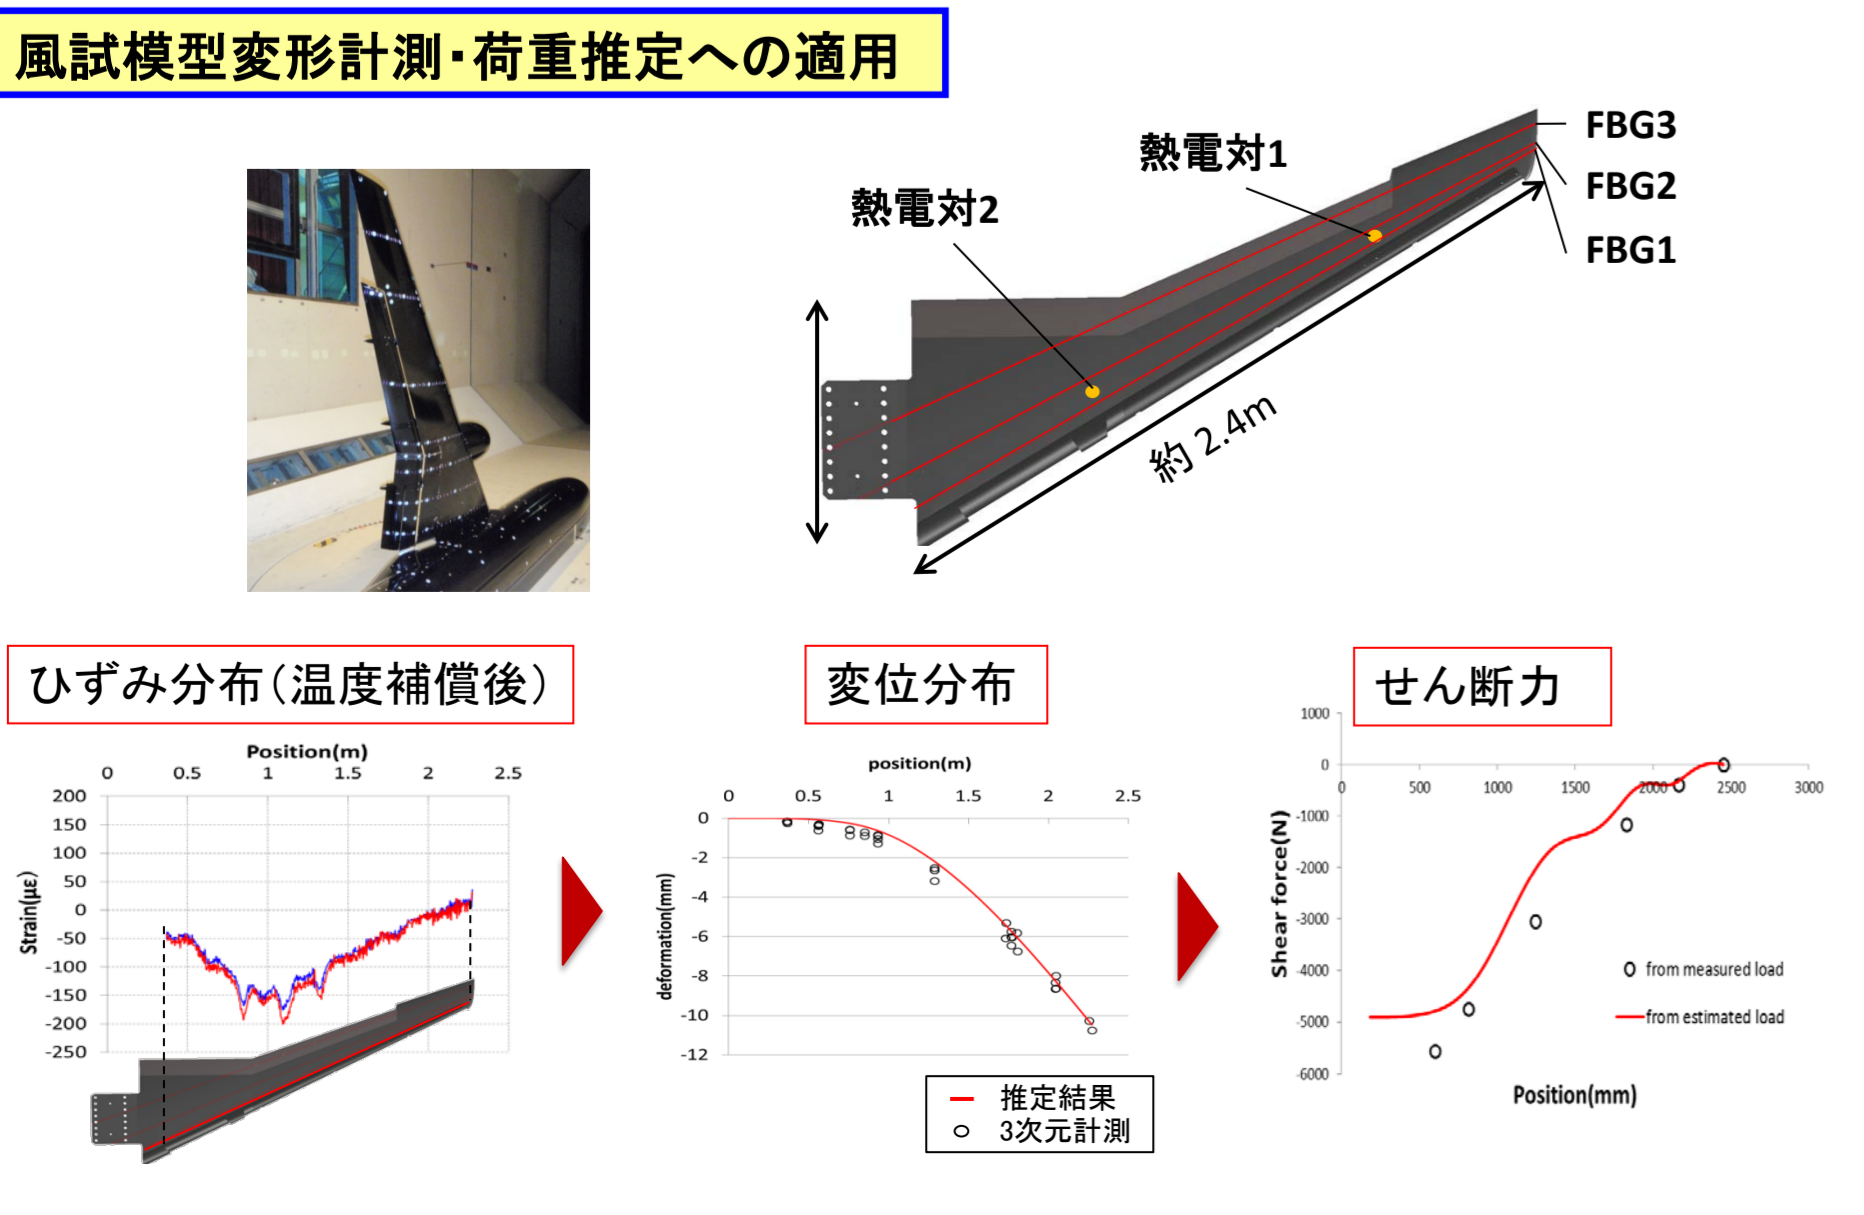 風試模型変形計測・荷重推定への適用
熱電対1
熱電対2
FBG3
FBG2
FBG1
約 2.4m
ひずみ分布(温度補償後)
Position(m)
0 0.5 1 1.5 2 2.5
200
150
100
50
0
-50
-100
-150
-200
-250
Strain(με)
変位分布
position(m)
0 0.5 1 1.5 2 2.5
0
-2
-4
-6
-8
-10
-12
deformation(mm)
推定結果
3次元計測
せん断力
1000
0
-1000
-2000
-3000
-4000
-5000
-6000
0 500 1000 1500 2000 2500 3000
Shear force(N)
from measured load
from estimated load
Position(mm)